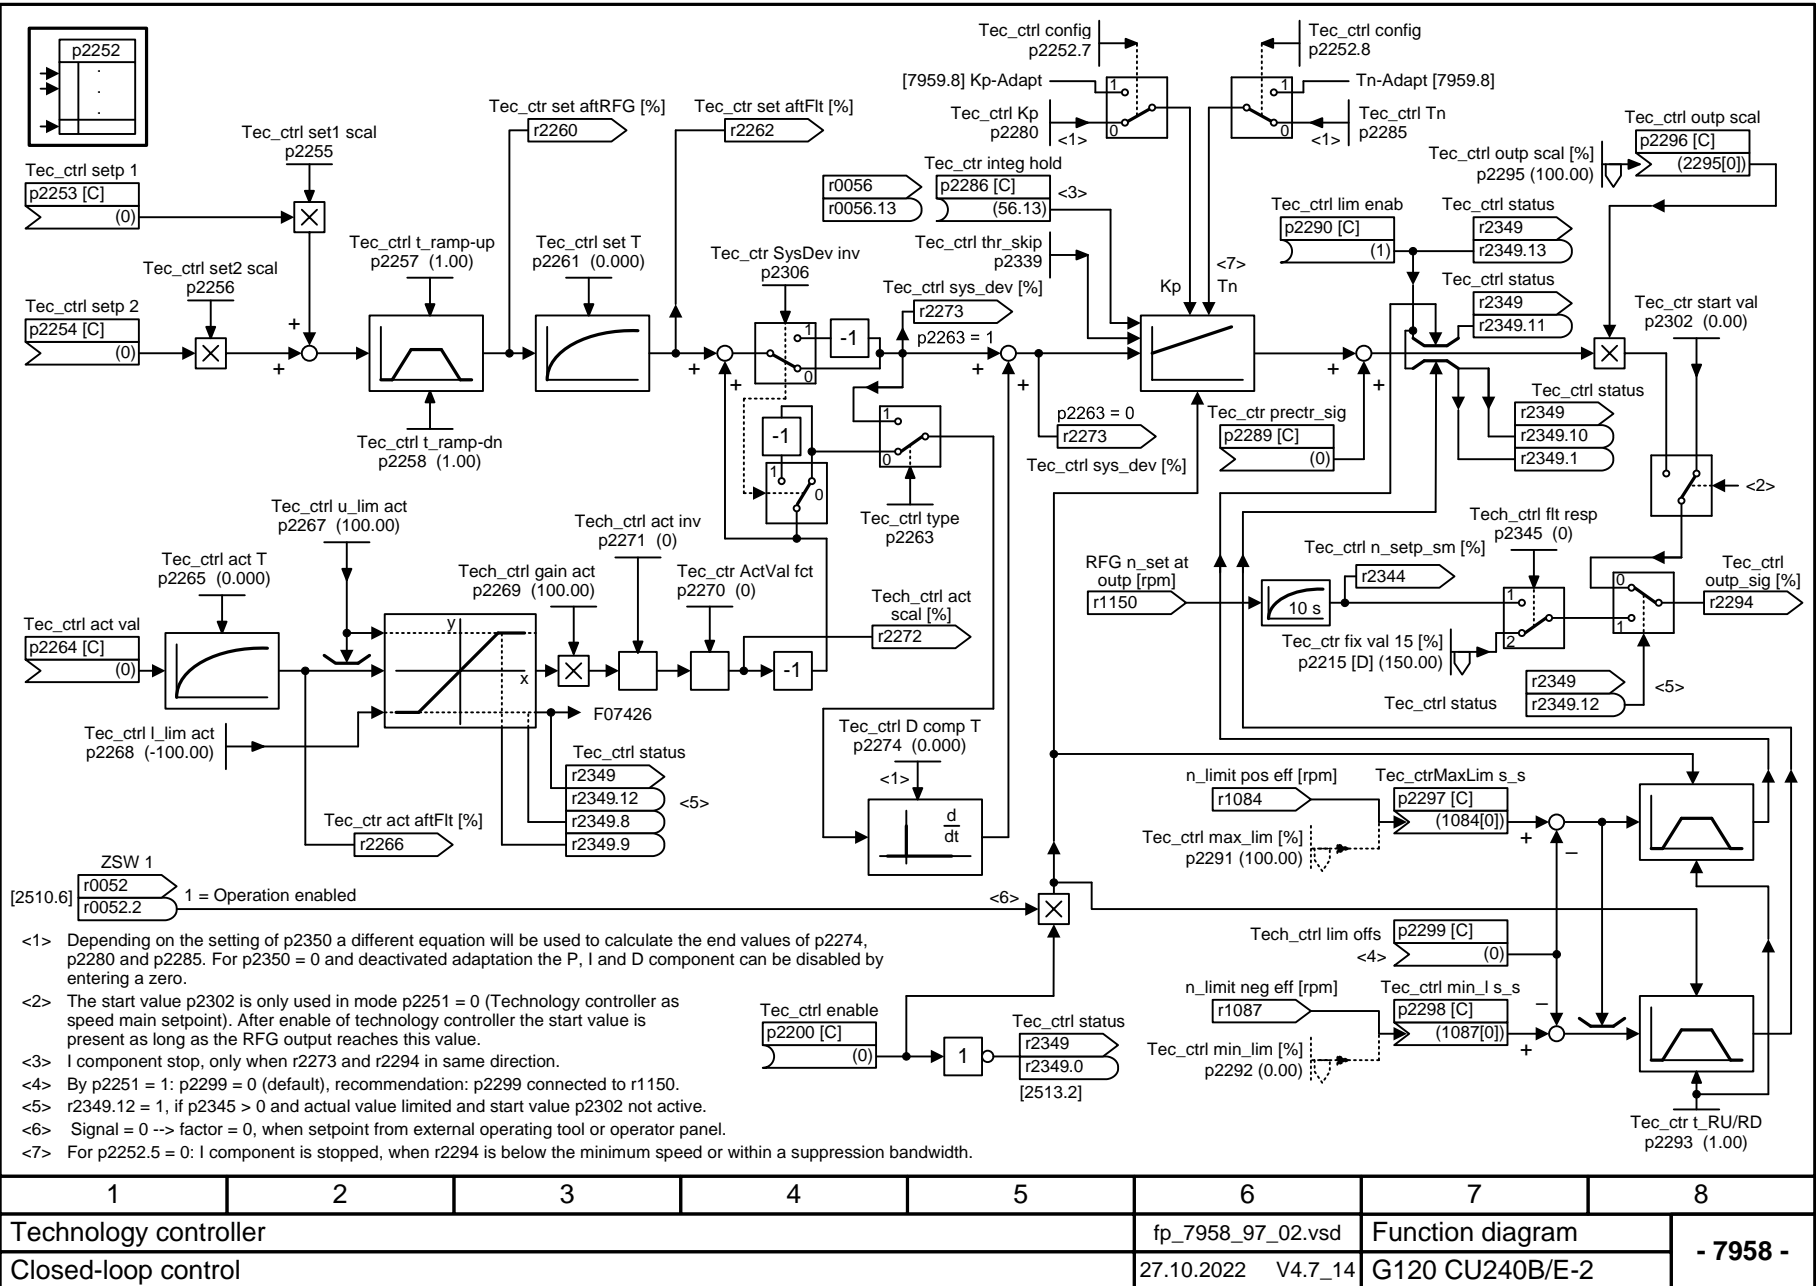 p2252
Tec_ctrl config
p2252.7
Tec_ctrl config
p2252.8
[7959.8] Kp-Adapt
1
0
1
0
Tn-Adapt [7959.8]
Tec_ctrl Kp
p2280
<1>
Tec_ctrl Tn
p2285
<1>
Tec_ctr set aftRFG [%]
r2260
Tec_ctr set aftFlt [%]
r2262
Tec_ctrl outp scal
p2296 [C]
(2295[0])
Tec_ctrl outp scal [%]
p2295 (100.00)
Tec_ctrl set1 scal
p2255
Tec_ctrl setp 1
p2253 [C]
(0)
Tec_ctr integ hold
r0056
r0056.13
p2286 [C]
(56.13)
<3>
Tec_ctrl lim enab
p2290 [C]
(1)
Tec_ctrl status
r2349
r2349.13
Tec_ctrl t_ramp-up
p2257 (1.00)
Tec_ctrl set T
p2261 (0.000)
Tec_ctr SysDev inv
p2306
Tec_ctrl thr_skip
p2339
<7>
Kp
Tn
Tec_ctrl set2 scal
p2256
Tec_ctrl status
r2349
r2349.11
Tec_ctrl setp 2
p2254 [C]
(0)
Tec_ctrl sys_dev [%]
r2273
p2263 = 1
Tec_ctr start val
p2302 (0.00)
+
+
1
0
-1
+
+
+
+
+
+
Tec_ctrl t_ramp-dn
p2258 (1.00)
-1
1
0
1
0
p2263 = 0
r2273
Tec_ctrl sys_dev [%]
Tec_ctr prectr_sig
p2289 [C]
(0)
Tec_ctrl status
r2349
r2349.10
r2349.1
<2>
Tec_ctrl type
p2263
Tec_ctrl u_lim act
p2267 (100.00)
Tech_ctrl act inv
p2271 (0)
Tec_ctrl act T
p2265 (0.000)
Tech_ctrl gain act
p2269 (100.00)
Tec_ctr ActVal fct
p2270 (0)
Tech_ctrl act
scal [%]
r2272
Tech_ctrl flt resp
p2345 (0)
RFG n_set at
outp [rpm]
r1150
Tec_ctrl n_setp_sm [%]
r2344
10 s
1
2
0
1
Tec_ctrl
outp_sig [%]
r2294
Tec_ctrl act val
p2264 [C]
(0)
y
x
-1
Tec_ctr fix val 15 [%]
p2215 [D] (150.00)
Tec_ctrl l_lim act
p2268 (-100.00)
F07426
Tec_ctrl status
r2349
r2349.12
<5>
Tec_ctrl status
r2349
r2349.12
r2349.8
r2349.9
<5>
Tec_ctrl D comp T
p2274 (0.000)
<1>
d
dt
Tec_ctr act aftFlt [%]
r2266
n_limit pos eff [rpm]
r1084
Tec_ctrMaxLim s_s
p2297 [C]
(1084[0])
Tec_ctrl max_lim [%]
p2291 (100.00)
+
–
ZSW 1
[2510.6]
r0052
r0052.2
1 = Operation enabled
<6>
Tech_ctrl lim offs
<4>
p2299 [C]
(0)
<1> Depending on the setting of p2350 a different equation will be used to calculate the end values of p2274,
p2280 and p2285. For p2350 = 0 and deactivated adaptation the P, I and D component can be disabled by
entering a zero.
<2> The start value p2302 is only used in mode p2251 = 0 (Technology controller as
speed main setpoint). After enable of technology controller the start value is
present as long as the RFG output reaches this value.
<3> I component stop, only when r2273 and r2294 in same direction.
<4> By p2251 = 1: p2299 = 0 (default), recommendation: p2299 connected to r1150.
<5> r2349.12 = 1, if p2345 > 0 and actual value limited and start value p2302 not active.
<6> Signal = 0 --> factor = 0, when setpoint from external operating tool or operator panel.
<7> For p2252.5 = 0: I component is stopped, when r2294 is below the minimum speed or within a suppression bandwidth.
Tec_ctrl enable
p2200 [C]
(0)
1
Tec_ctrl status
r2349
r2349.0
[2513.2]
n_limit neg eff [rpm]
r1087
Tec_ctrl min_l s_s
p2298 [C]
(1087[0])
Tec_ctrl min_lim [%]
p2292 (0.00)
–
+
Tec_ctr t_RU/RD
p2293 (1.00)
1
2
3
4
5
6
7
8
Technology controller
fp_7958_97_02.vsd
Function diagram
- 7958 -
Closed-loop control
27.10.2022
V4.7_14
G120 CU240B/E-2